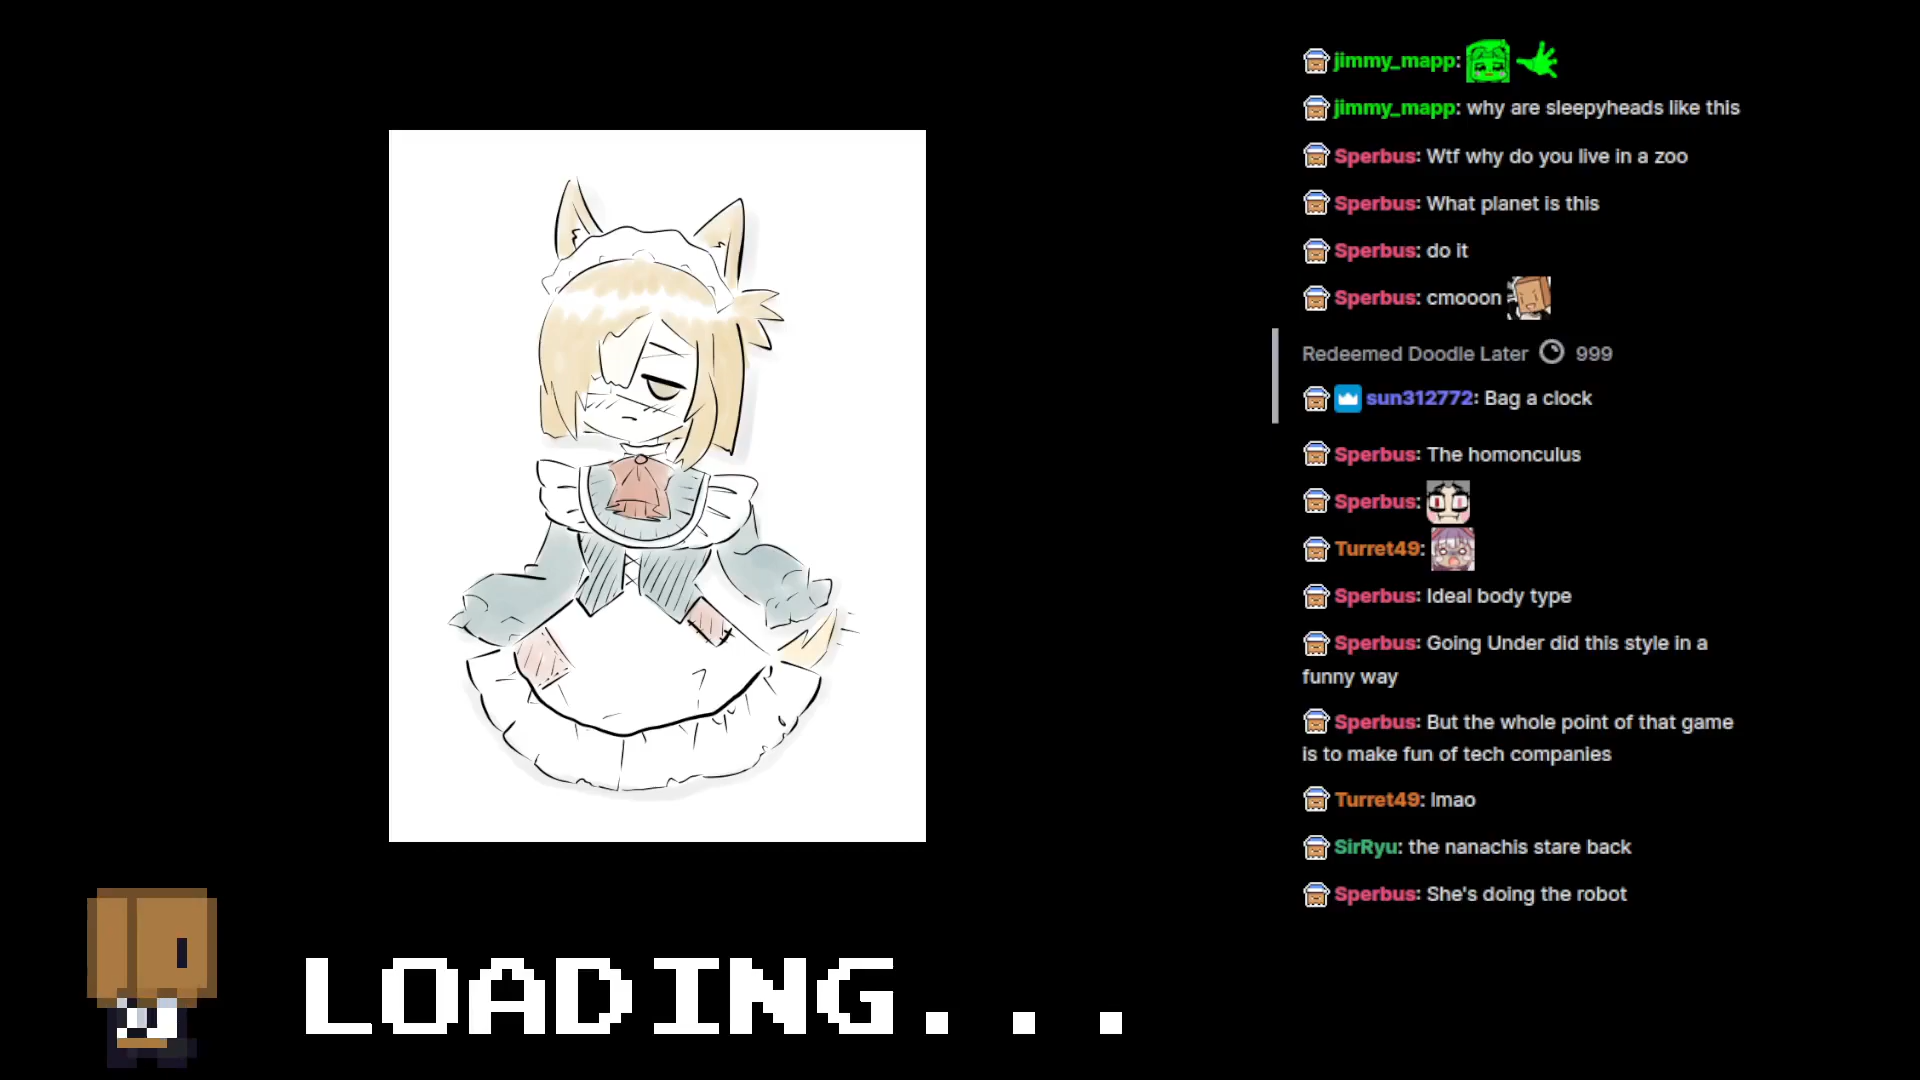 jimmy_mapp:
jimmy_mapp: why are sleepyheads like this
Sperbus: Wtf why do you live in a zoo
Sperbus: What planet is this
Sperbus: do it
Sperbus: cmooon
Redeemed Doodle Later 999
sun312772: Bag a clock
Sperbus: The homonculus
Sperbus:
Turret49:
Sperbus: Ideal body type
Sperbus: Going Under did this style in a
funny way
Sperbus: But the whole point of that game
is to make fun of tech companies
Turret49: lmao
SirRyu: the nanachis stare back
Sperbus: She's doing the robot
LOADING...